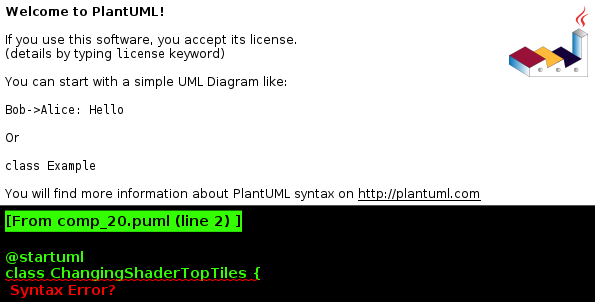 Welcome to PlantUML!
If you use this software, you accept its license.
(details by typing license keyword)
You can start with a simple UML Diagram like:
Bob->Alice: Hello
Or
class Example
You will find more information about PlantUML syntax on http://plantuml.com
[From comp_20.puml (line 2) ]
@startuml
class ChangingShaderTopTiles {
Syntax Error?